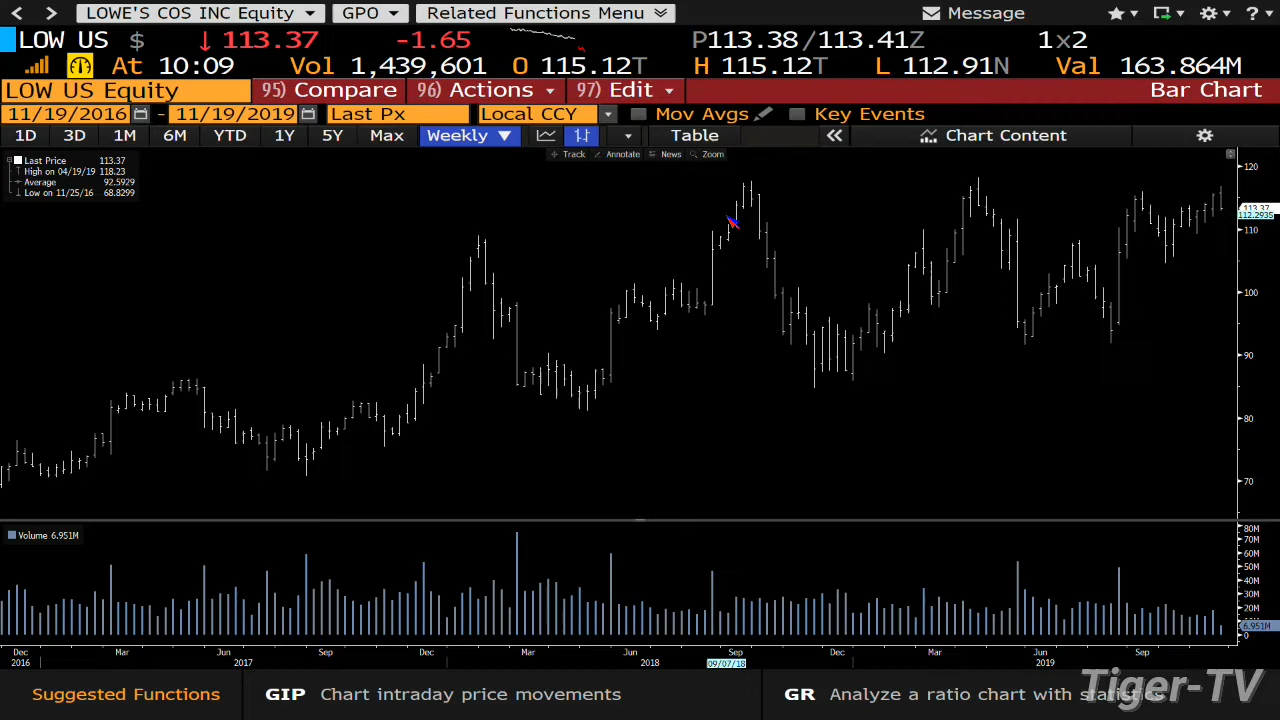 LOWE'S COS INC Equity GPO Related Functions Menu Message ?
LOW US $ ↓ 113.37 -1.65 P113.38/113.41Z 1x2
At 10:09 Vol 1,439,601 O 115.12T H 115.12T L 112.91N Val 163.864M
LOW US Equity 95) Compare 96) Actions 97) Edit Bar Chart
11/19/2016 - 11/19/2019 Last Px Local CCY Mov Avgs Key Events
1D 3D 1M 6M YTD 1Y 5Y Max Weekly Table Chart Content
Track Annotate News Zoom
Last Price 113.37
High on 04/19/19 118.23
Average 92.5929
Low on 11/25/16 68.8299
120
113.37
112.2935
110
100
90
80
70
Volume 6.951M
80M
70M
60M
50M
40M
30M
20M
6.951M
0
Dec Mar Jun Sep Dec Mar Jun Sep Dec Mar Jun Sep
2016 2017 2018 09/07/18 2019
Suggested Functions GIP Chart intraday price movements GR Analyze a ratio chart with statistics
Tiger-TV